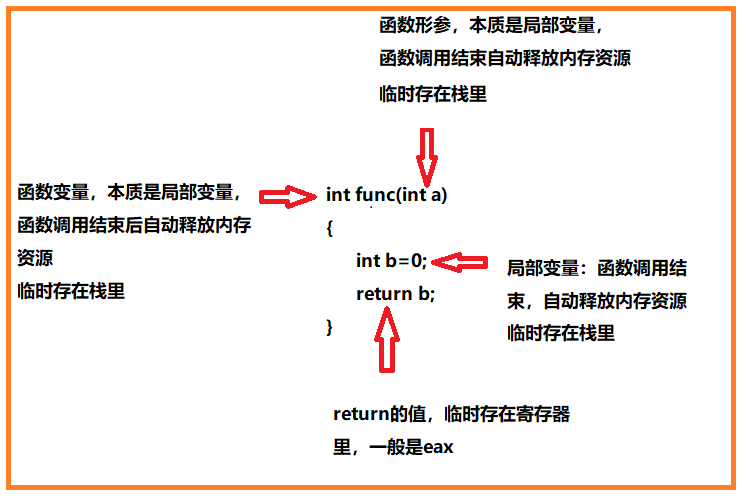 函数形参，本质是局部变量，
函数调用结束自动释放内存资源
临时存在栈里
函数变量，本质是局部变量，
函数调用结束后自动释放内存
资源
临时存在栈里
int func(int a)
{
int b=0;
return b;
}
局部变量：函数调用结
束，自动释放内存资源
临时存在栈里
return的值，临时存在寄存器
里，一般是eax